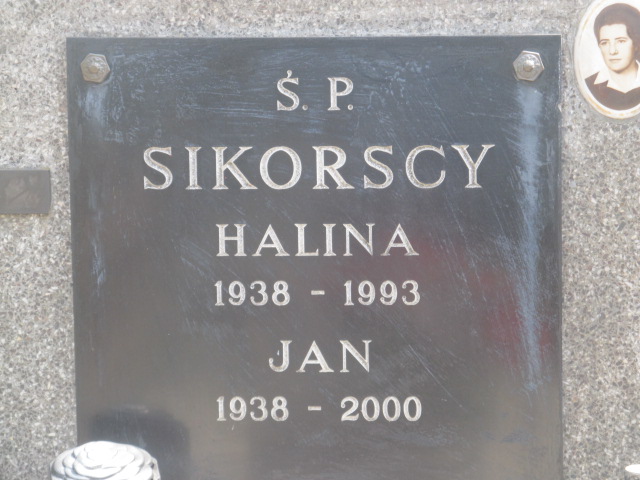 Ś. P.
SIKORSCY
HALINA
1938 - 1993
JAN
1938 - 2000